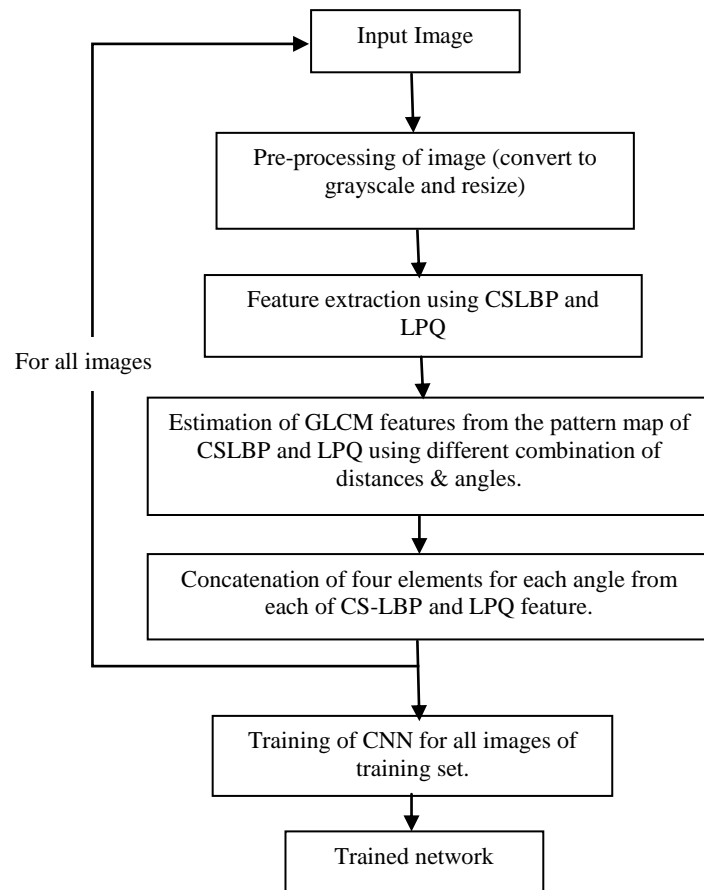 Input Image
Pre-processing of image (convert to
grayscale and resize)
Feature extraction using CSLBP and
LPQ
For all images
Estimation of GLCM features from the pattern map of
CSLBP and LPQ using different combination of
distances & angles.
Concatenation of four elements for each angle from
each of CS-LBP and LPQ feature.
Training of CNN for all images of
training set.
Trained network